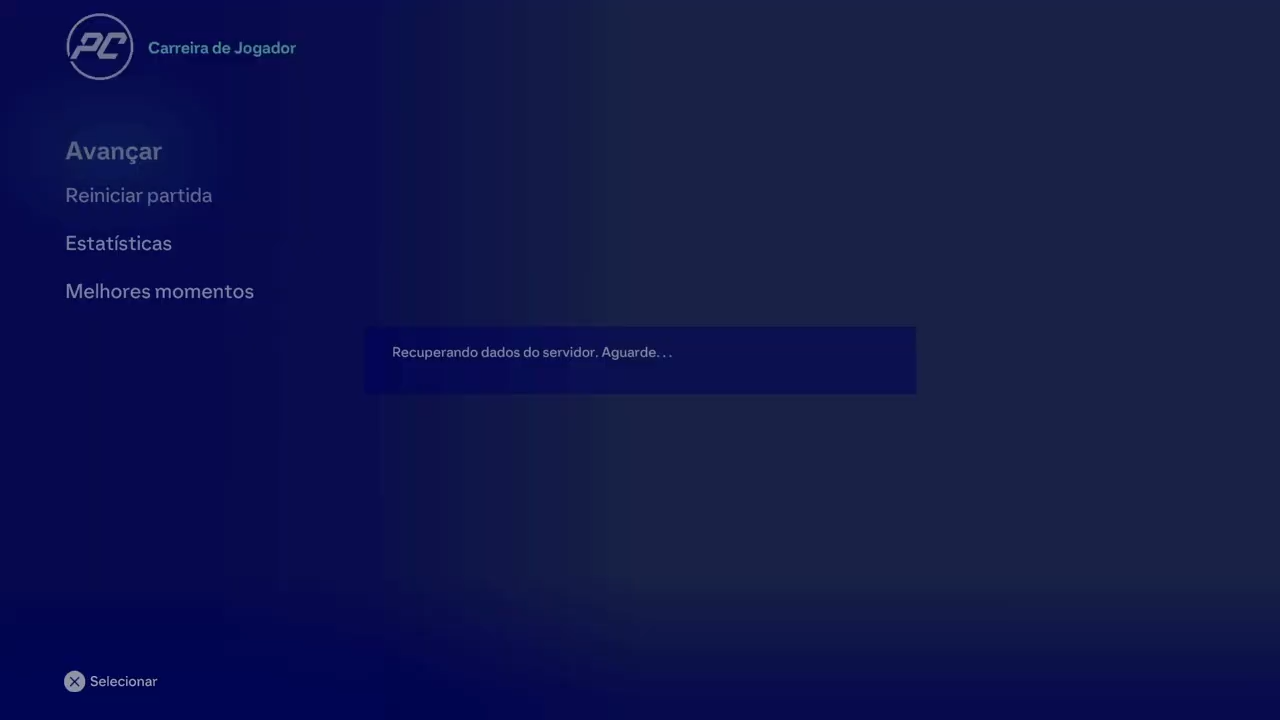 PC Carreira de Jogador
Avançar
Reiniciar partida
Estatísticas
Melhores momentos
Recuperando dados do servidor. Aguarde...
Selecionar